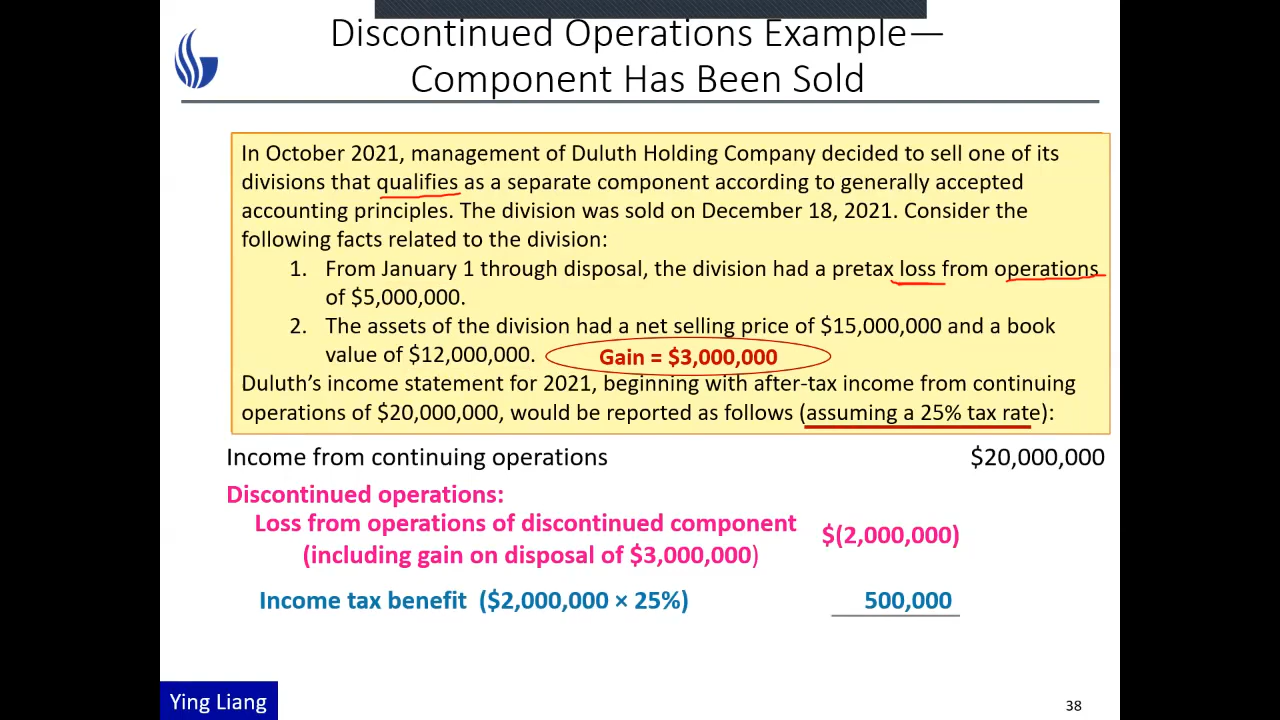 Discontinued Operations Example—
Component Has Been Sold
In October 2021, management of Duluth Holding Company decided to sell one of its
divisions that qualifies as a separate component according to generally accepted
accounting principles. The division was sold on December 18, 2021. Consider the
following facts related to the division:
1. From January 1 through disposal, the division had a pretax loss from operations
of $5,000,000.
2. The assets of the division had a net selling price of $15,000,000 and a book
value of $12,000,000. Gain = $3,000,000
Duluth’s income statement for 2021, beginning with after-tax income from continuing
operations of $20,000,000, would be reported as follows (assuming a 25% tax rate):
Income from continuing operations $20,000,000
Discontinued operations:
Loss from operations of discontinued component
(including gain on disposal of $3,000,000) $(2,000,000)
Income tax benefit ($2,000,000 × 25%) 500,000
Ying Liang
38